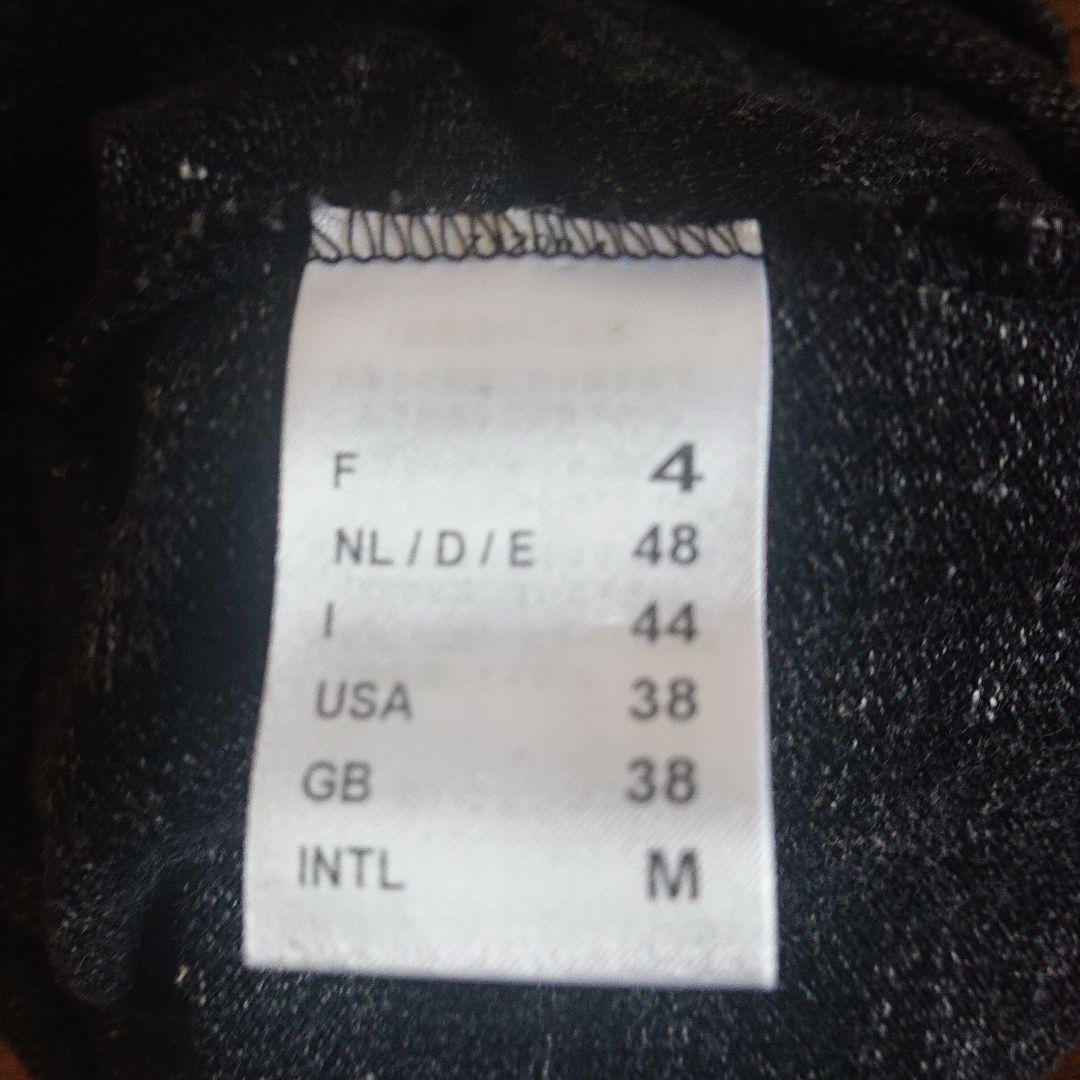 F 4
NL / D / E 48
I 44
USA 38
GB 38
INTL M